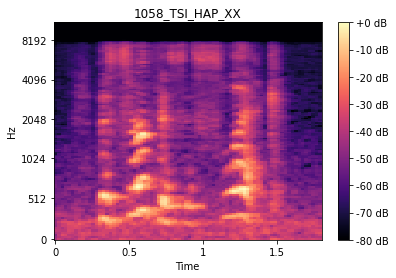 1058_TSI_HAP_XX
Hz
8192
4096
2048
1024
512
0
0
0.5
1
1.5
Time
+0 dB
-10 dB
-20 dB
-30 dB
-40 dB
-50 dB
-60 dB
-70 dB
-80 dB